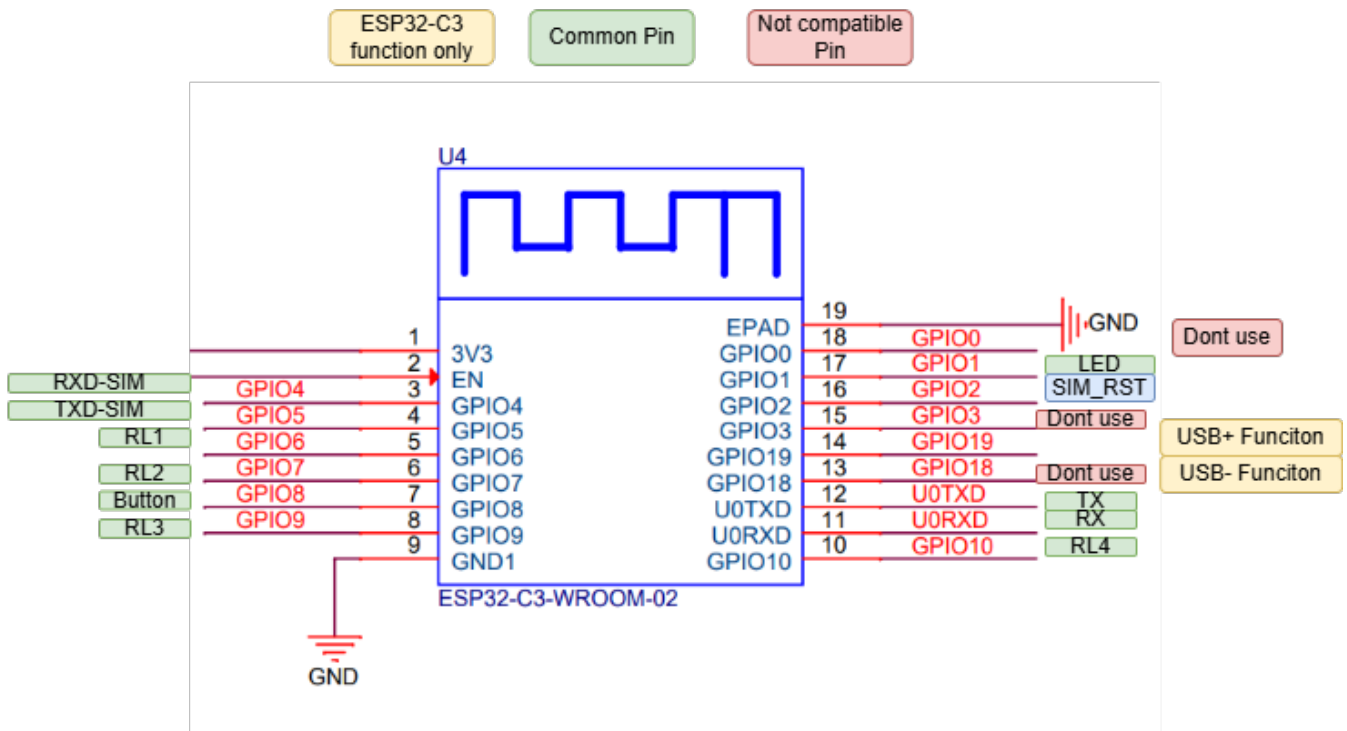 ESP32-C3
function only
Common Pin
Not compatible
Pin
U4
1
3V3
2
EN
RXD-SIM
GPIO4
3
GPIO4
TXD-SIM
GPIO5
4
GPIO5
RL1
GPIO6
5
GPIO6
RL2
GPIO7
6
GPIO7
Button
GPIO8
7
GPIO8
RL3
GPIO9
8
GPIO9
9
GND1
GND
EPAD
19
GND
GPIO0
18
GPIO0
Dont use
GPIO1
17
GPIO1
LED
GPIO2
16
GPIO2
SIM_RST
GPIO3
15
GPIO3
Dont use
GPIO19
14
GPIO19
USB+ Funciton
GPIO18
13
GPIO18
Dont use
USB- Funciton
U0TXD
12
U0TXD
TX
U0RXD
11
U0RXD
RX
GPIO10
10
GPIO10
RL4
ESP32-C3-WROOM-02